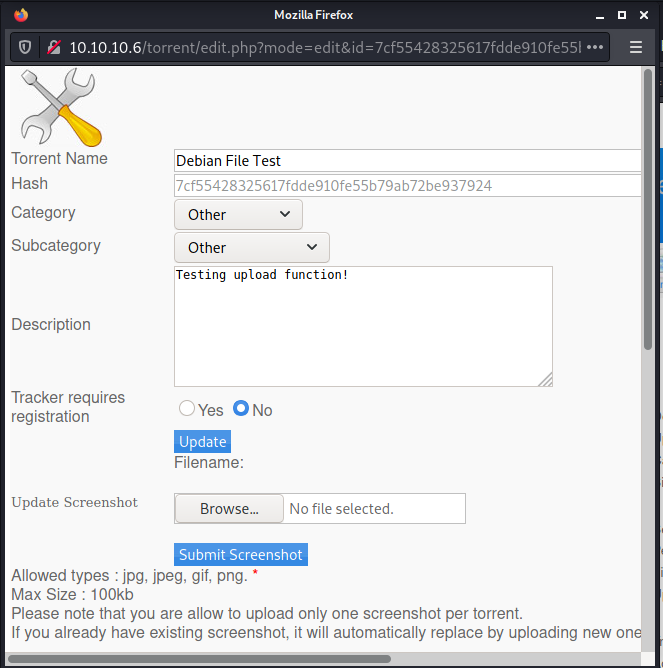 Mozilla Firefox
10.10.10.6/torrent/edit.php?mode=edit&id=7cf55428325617fdde910fe55b
Torrent Name Debian File Test
Hash 7cf55428325617fdde910fe55b79ab72be937924
Category Other
Subcategory Other
Testing upload function!
Description
Tracker requires
registration Yes No
Update
Filename:
Update Screenshot Browse... No file selected.
Submit Screenshot
Allowed types : jpg, jpeg, gif, png. *
Max Size : 100kb
Please note that you are allow to upload only one screenshot per torrent.
If you already have existing screenshot, it will automatically replace by uploading new one